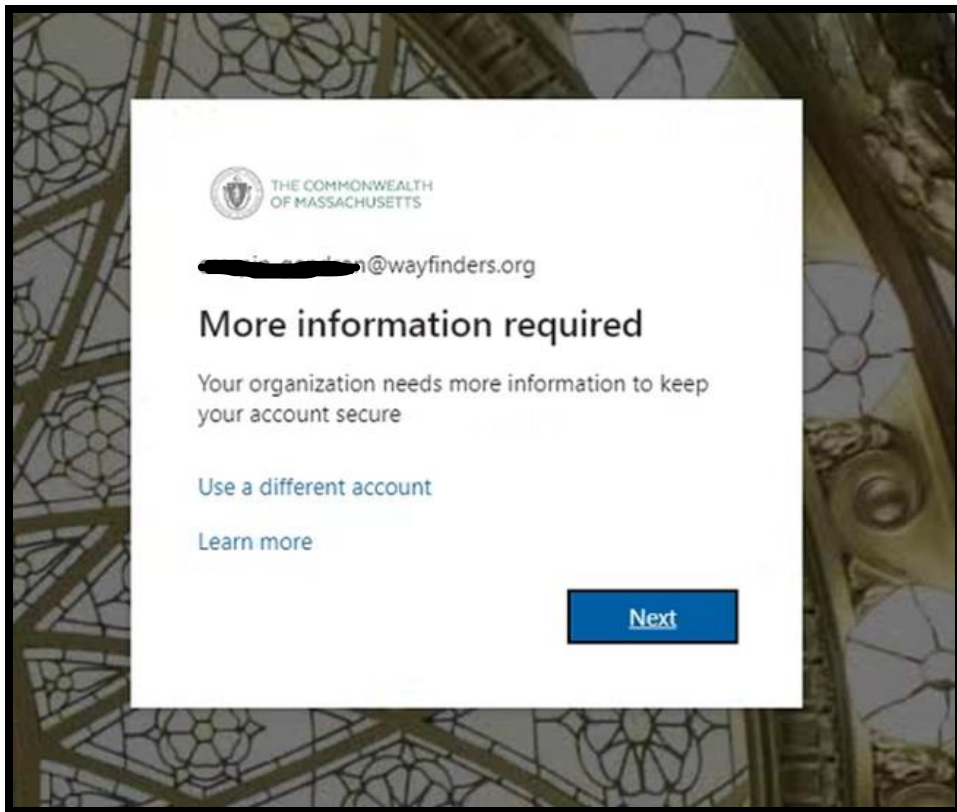 THE COMMONWEALTH
OF MASSACHUSETTS
@wayfinders.org
More information required
Your organization needs more information to keep
your account secure
Use a different account
Learn more
Next